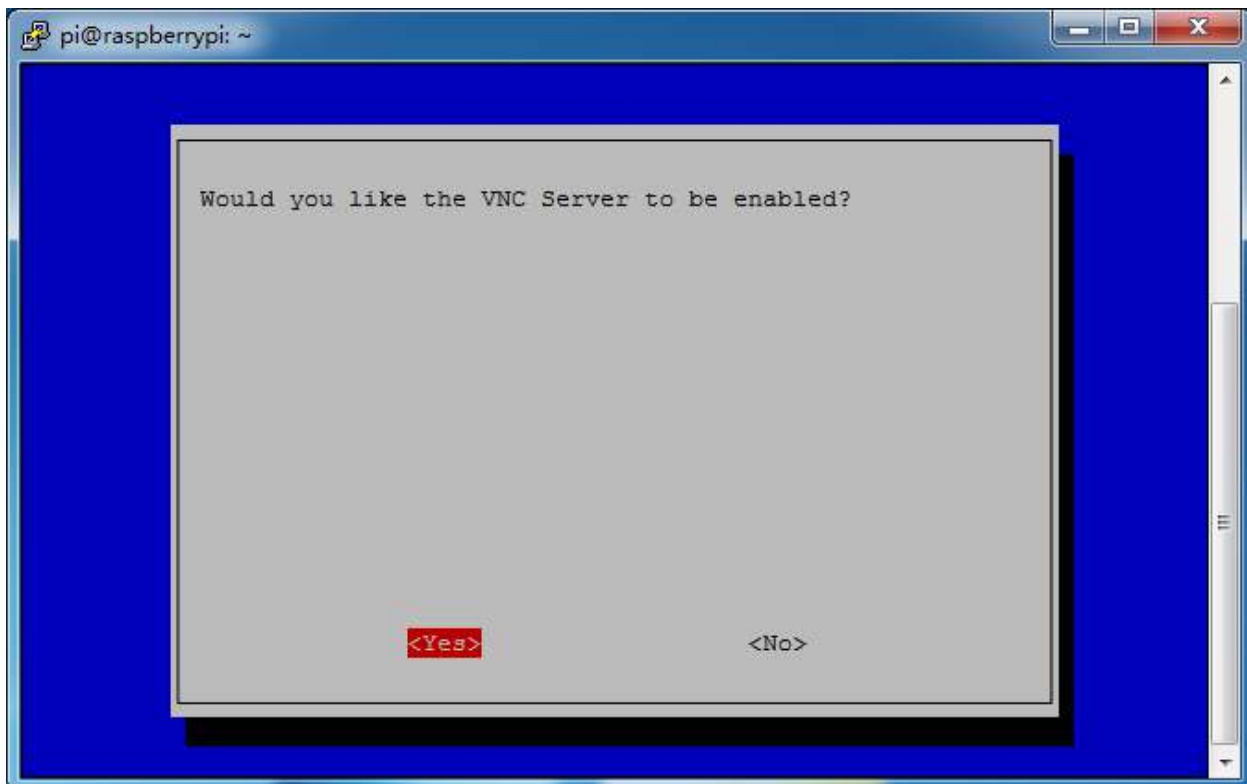 pi@raspberrypi: ~
Would you like the VNC Server to be enabled?
<Yes> <No>